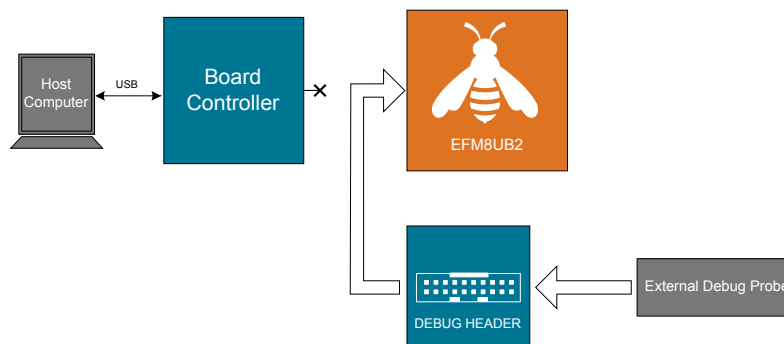 Host
Computer
USB
Board
Controller
EFM8UB2
DEBUG HEADER
External Debug Probe